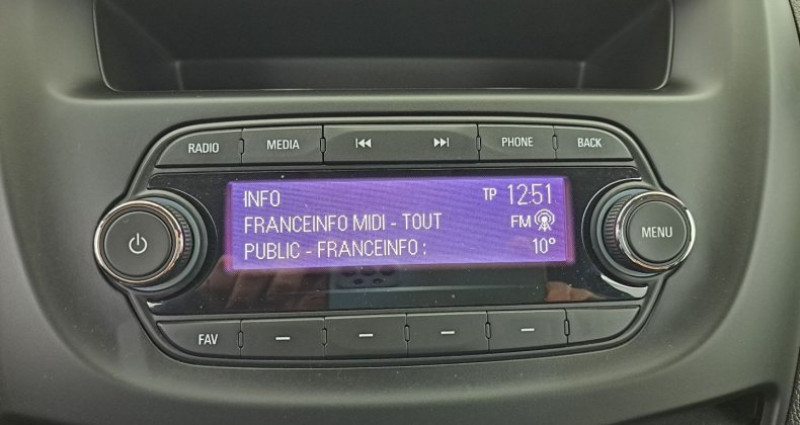 RADIO MEDIA PHONE BACK
INFO TP 12:51
FRANCEINFO MIDI - TOUT FM
PUBLIC - FRANCEINFO : 10°
MENU
FAV